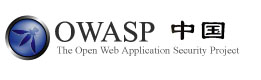 OWASP 中国
The Open Web Application Security Project